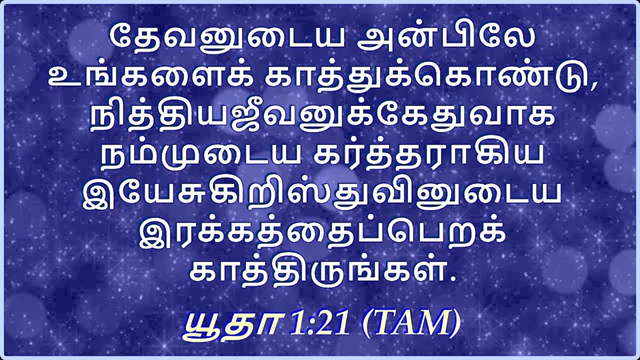 தேவனுடைய அன்பிலே
உங்களைக் காத்துக்கொண்டு,
நித்தியஜீவனுக்கேதுவாக
நம்முடைய கர்த்தராகிய
இயேசுகிறிஸ்துவினுடைய
இரக்கத்தைப்பெறக்
காத்திருங்கள்.
யூதா 1:21 (TAM)